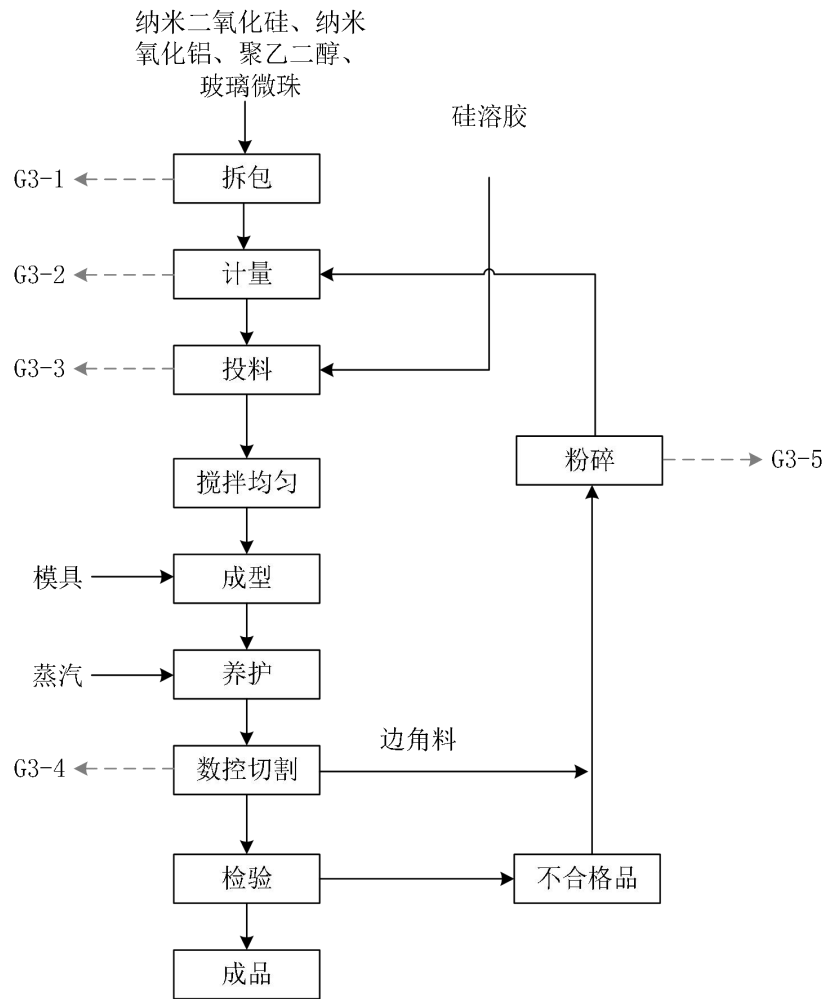 纳米二氧化硅、纳米
氧化铝、聚乙二醇、
玻璃微珠
硅溶胶
G3-1
拆包
G3-2
计量
G3-3
投料
搅拌均匀
粉碎
G3-5
模具
成型
蒸汽
养护
边角料
G3-4
数控切割
检验
不合格品
成品